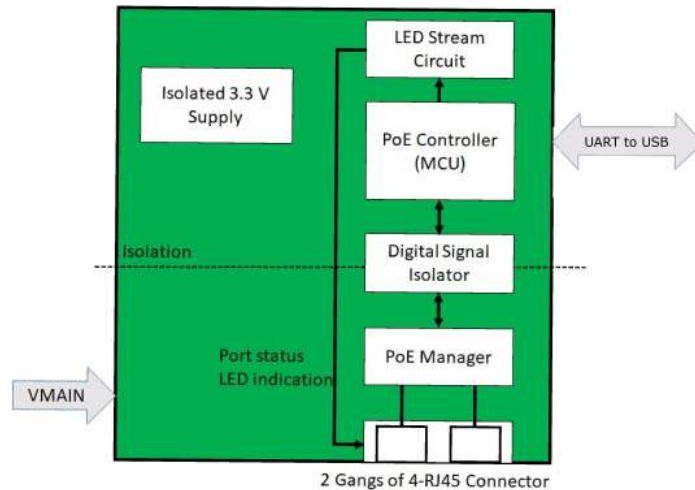 LED Stream
Circuit
Isolated 3.3 V
Supply
PoE Controller
(MCU)
UART to USB
Isolation
Digital Signal
Isolator
Port status
LED indication
PoE Manager
VMAIN
2 Gangs of 4-RJ45 Connector